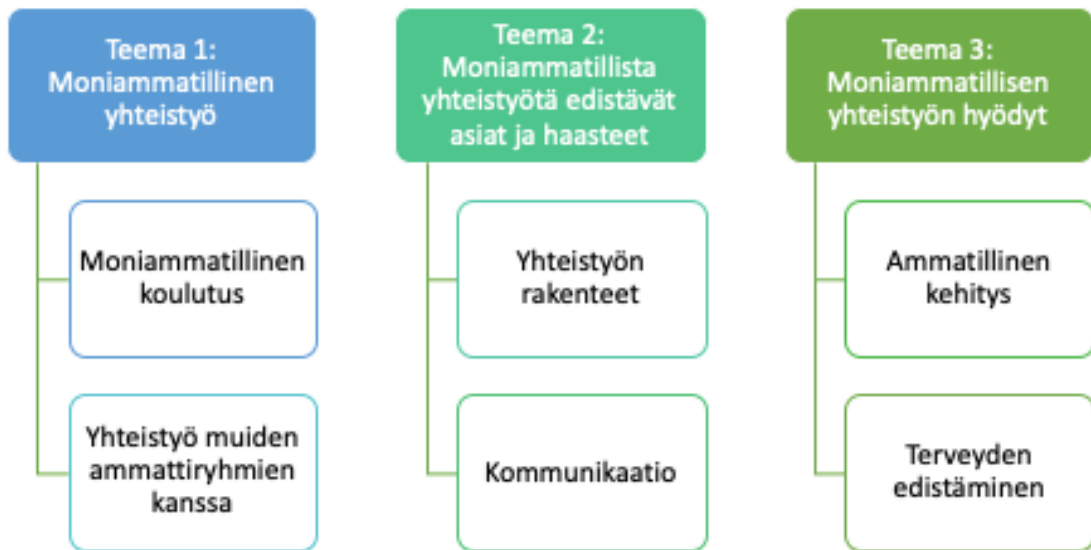 Teema 1:
Moniammatillinen
yhteistyö
Moniammatillinen
koulutus
Yhteistyö muiden
ammattiryhmien
kanssa
Teema 2:
Moniammatillista
yhteistyötä edistävät
asiat ja haasteet
Yhteistyön
rakenteet
Kommunikaatio
Teema 3:
Moniammatillisen
yhteistyön hyödyt
Ammatillinen
kehitys
Terveyden
edistäminen